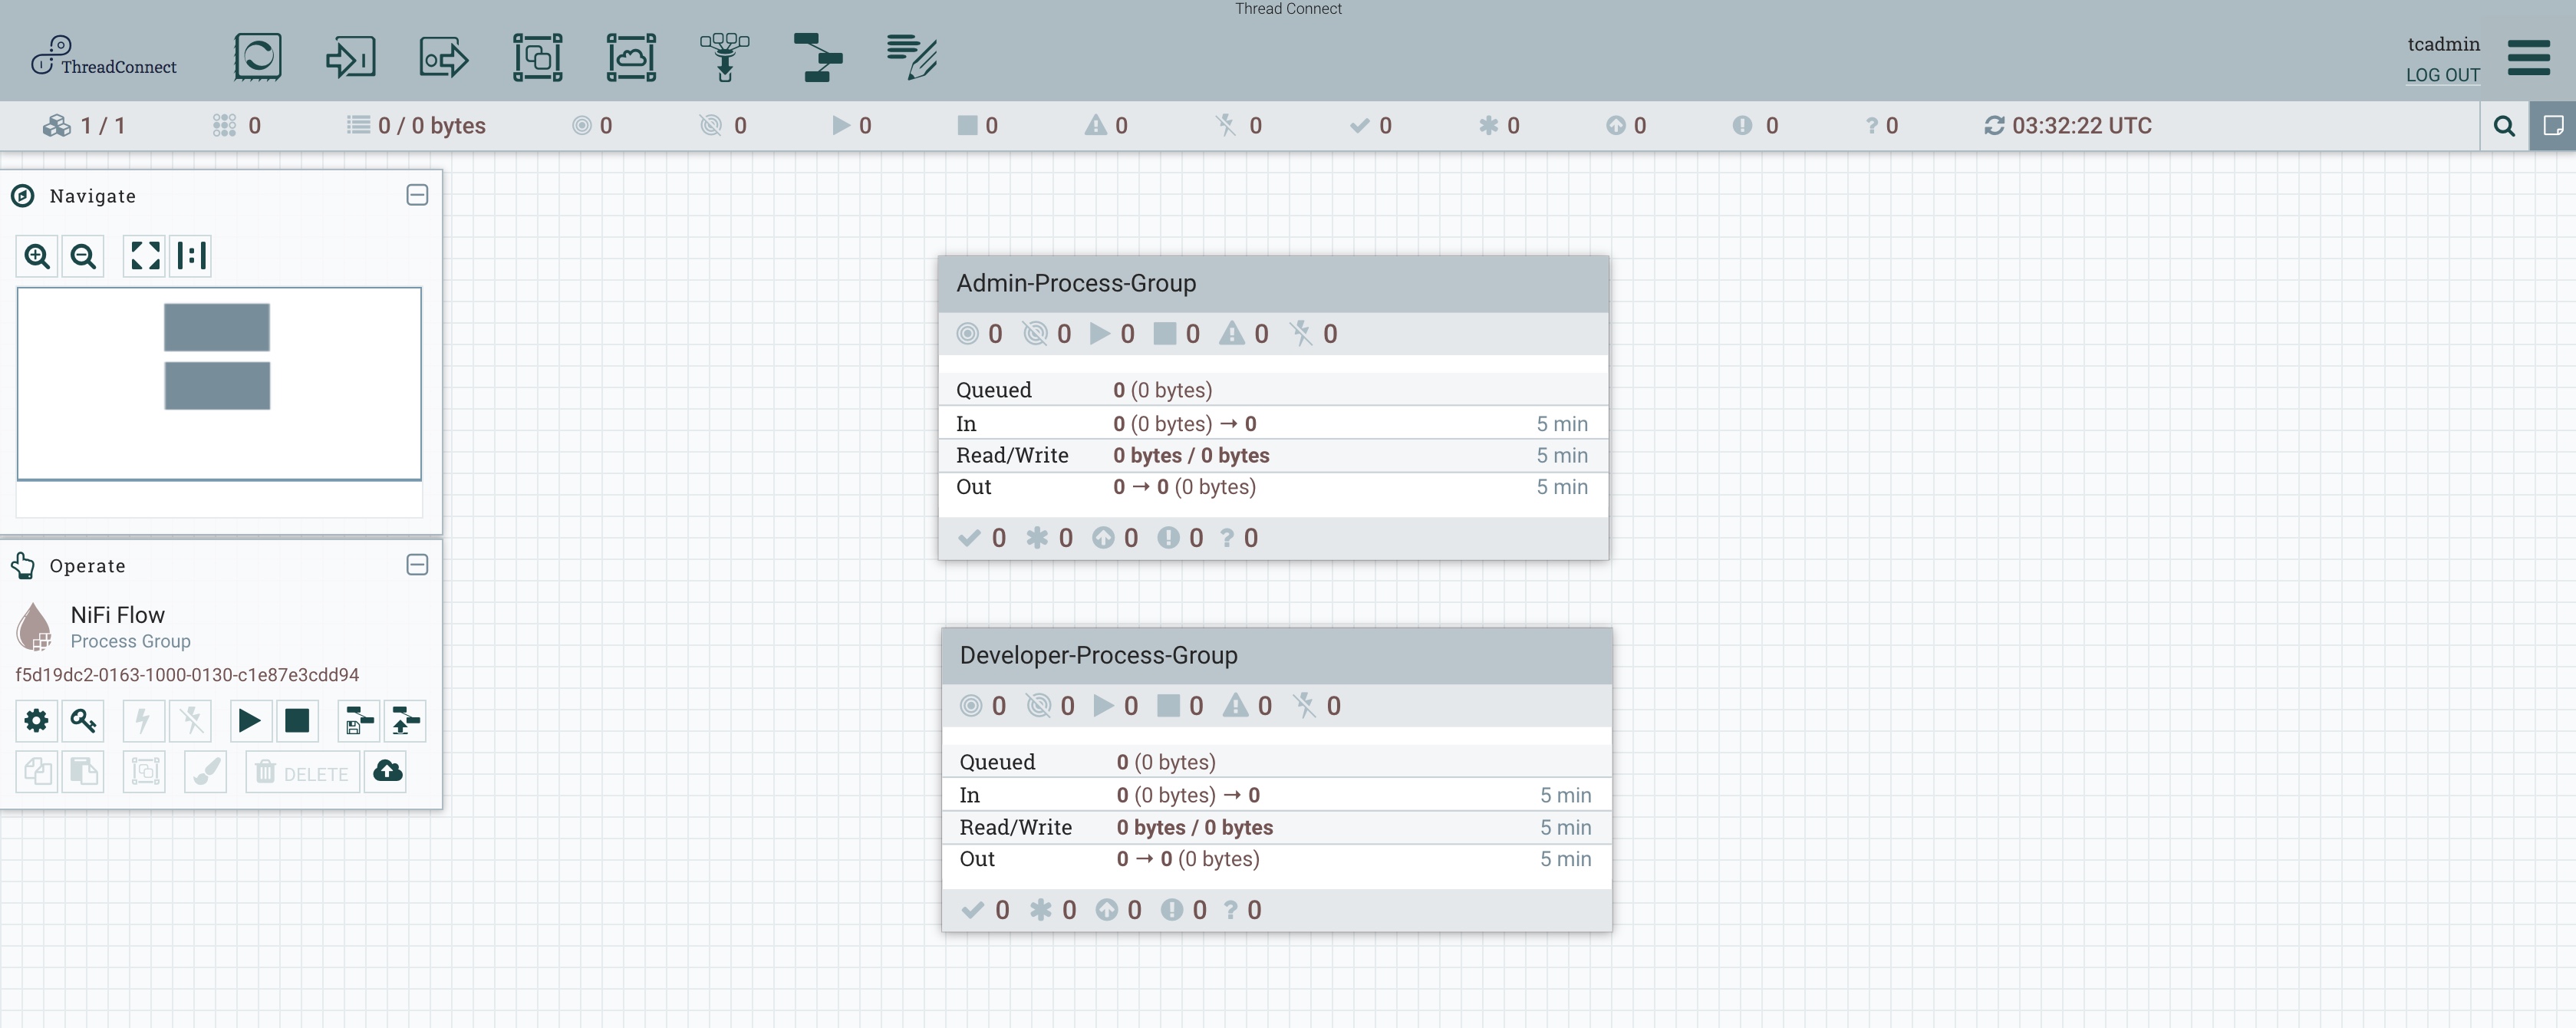 Thread Connect
ThreadConnect
tcadmin
LOG OUT
1 / 1 0 0 / 0 bytes 0 0 0 0 0 0 0 0 0 0 ? 0 03:32:22 UTC
Navigate
Operate
NiFi Flow
Process Group
f5d19dc2-0163-1000-0130-c1e87e3cdd94
DELETE
Admin-Process-Group
0 0 0 0 0 0
Queued 0 (0 bytes)
In 0 (0 bytes) → 0 5 min
Read/Write 0 bytes / 0 bytes 5 min
Out 0 → 0 (0 bytes) 5 min
0 0 0 0 ? 0
Developer-Process-Group
0 0 0 0 0 0
Queued 0 (0 bytes)
In 0 (0 bytes) → 0 5 min
Read/Write 0 bytes / 0 bytes 5 min
Out 0 → 0 (0 bytes) 5 min
0 0 0 0 ? 0